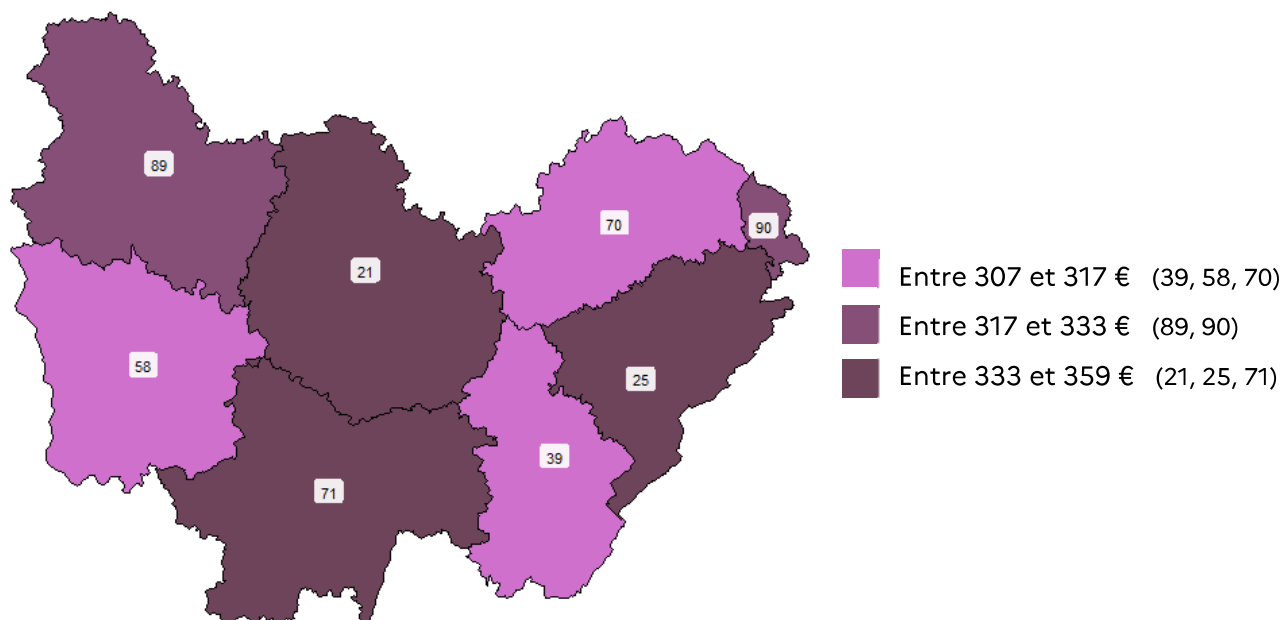 89
70
90
21
58
25
39
71
Entre 307 et 317 € (39, 58, 70)
Entre 317 et 333 € (89, 90)
Entre 333 et 359 € (21, 25, 71)